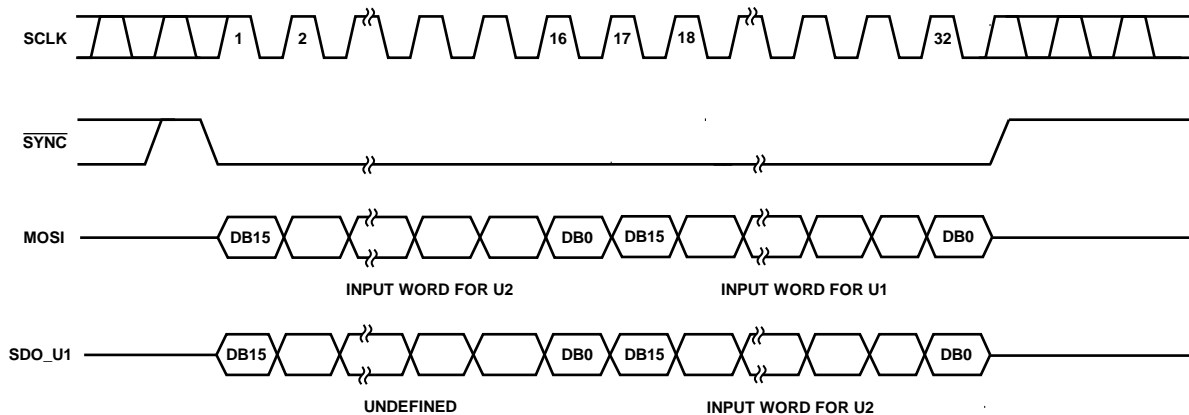 SCLK 1 2 16 17 18 32
SYNC
MOSI DB15 DB0 DB15 DB0
INPUT WORD FOR U2 INPUT WORD FOR U1
SDO_U1 DB15 DB0 DB15 DB0
UNDEFINED INPUT WORD FOR U2